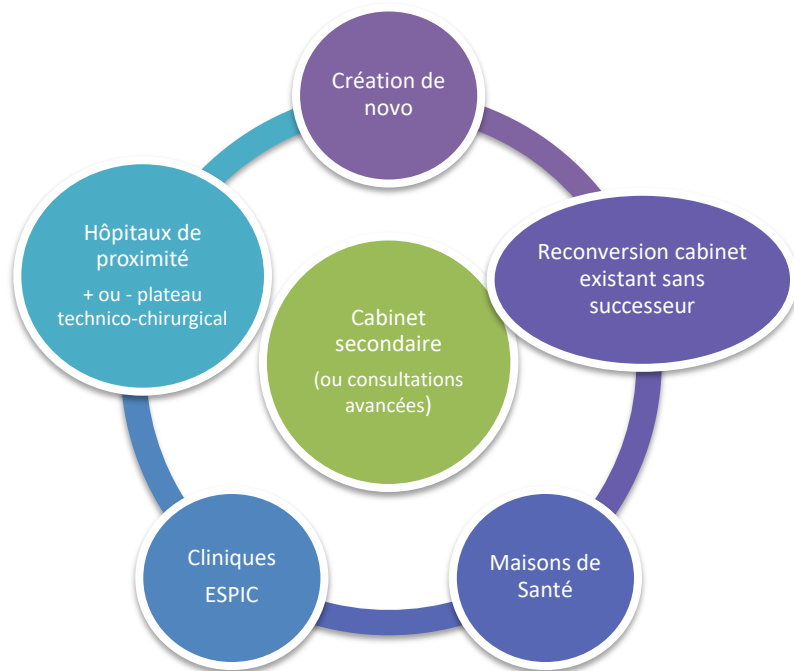 Création de
novo
Reconversion cabinet
existant sans
successeur
Maisons de
Santé
Cliniques
ESPIC
Hôpitaux de
proximité
+ ou - plateau
technico-chirurgical
Cabinet
secondaire
(ou consultations
avancées)